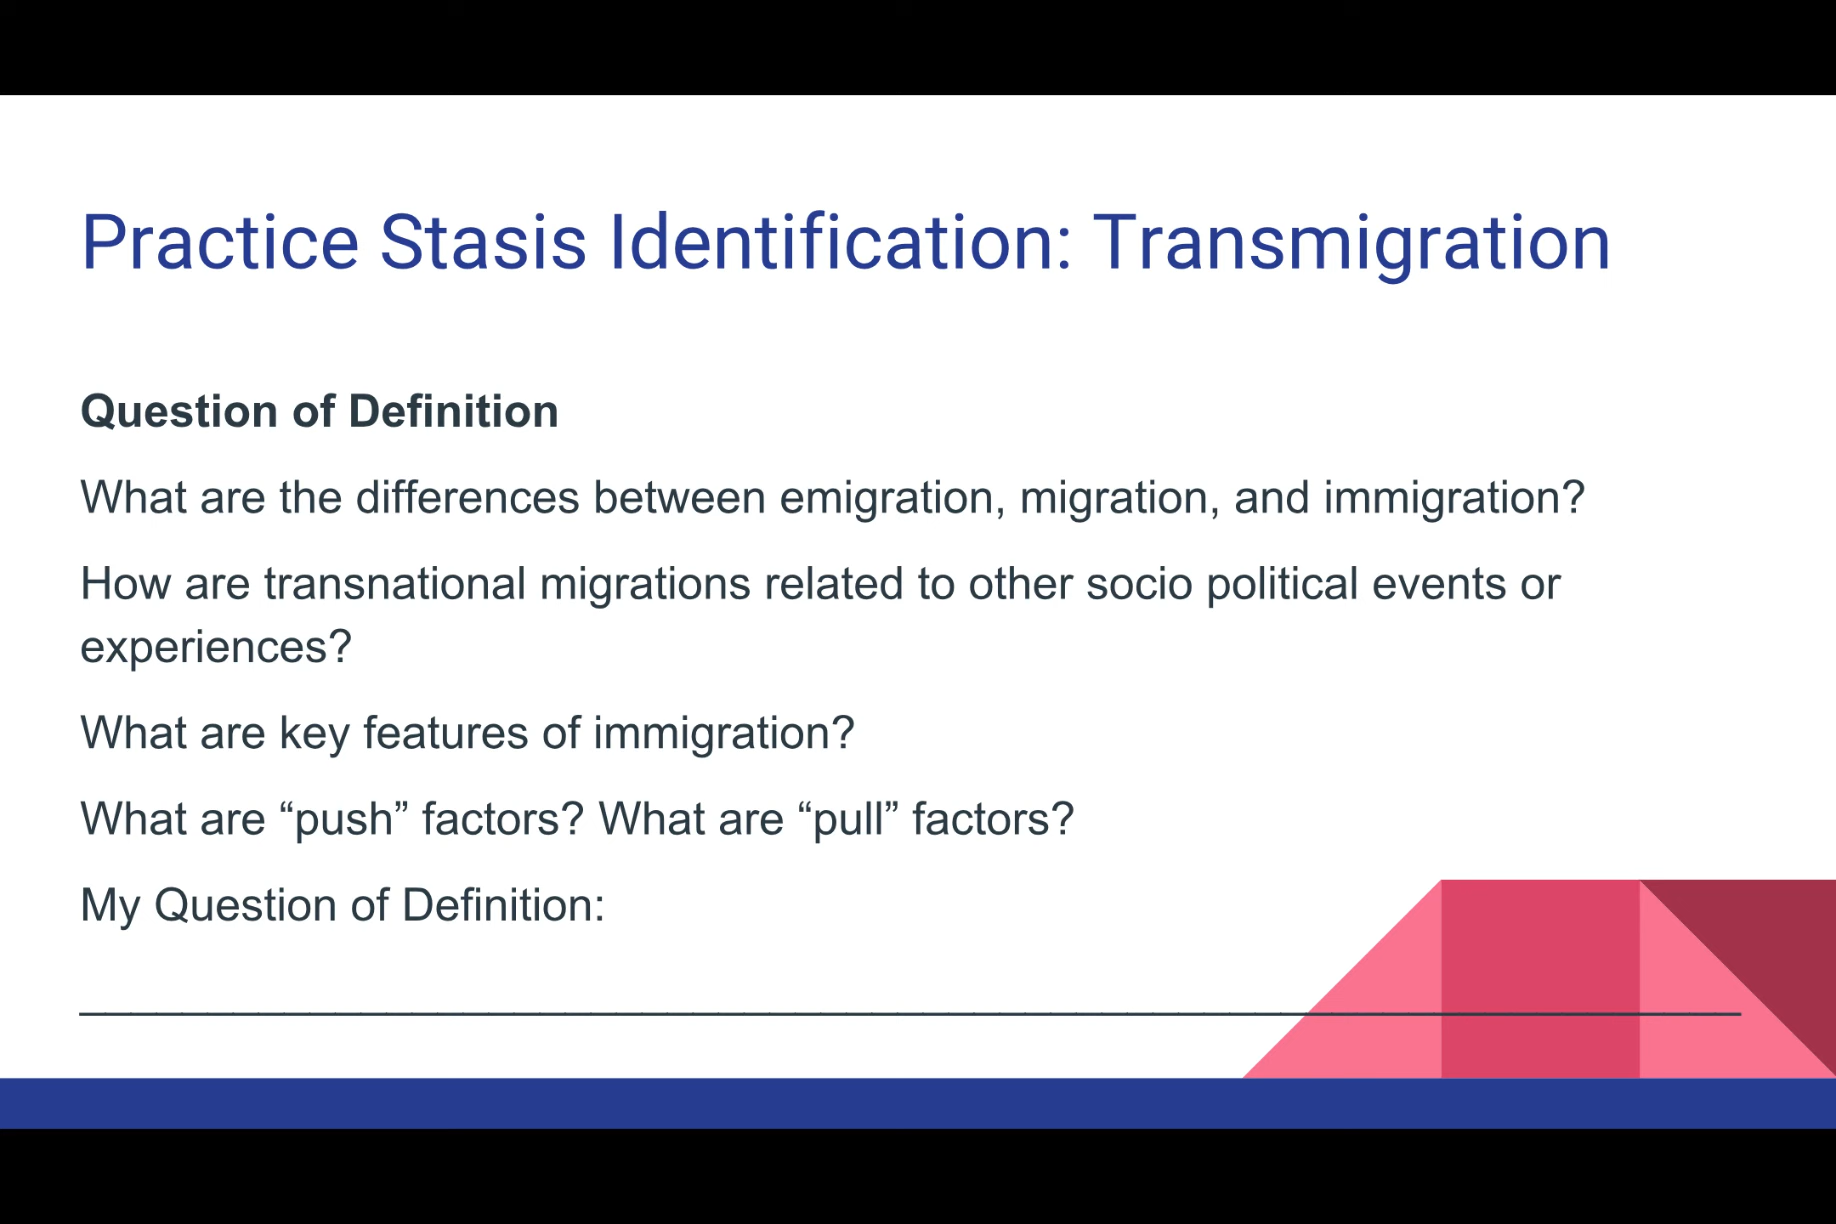 Practice Stasis Identification: Transmigration
Question of Definition
What are the differences between emigration, migration, and immigration?
How are transnational migrations related to other socio political events or
experiences?
What are key features of immigration?
What are “push” factors? What are “pull” factors?
My Question of Definition: